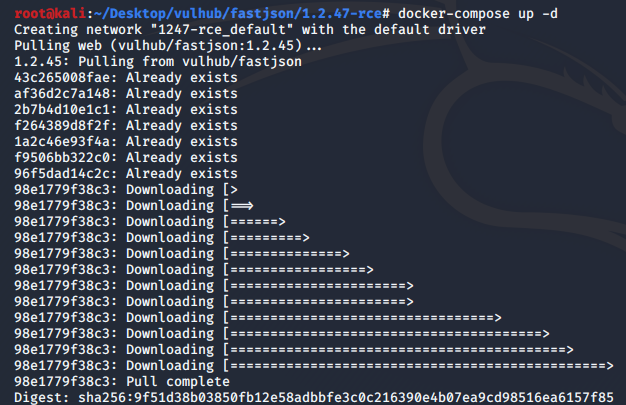 root@kali:~/Desktop/vulhub/fastjson/1.2.47-rce# docker-compose up -d
Creating network "1247-rce_default" with the default driver
Pulling web (vulhub/fastjson:1.2.45)...
1.2.45: Pulling from vulhub/fastjson
43c265008fae: Already exists
af36d2c7a148: Already exists
2b7b4d10e1c1: Already exists
f264389d8f2f: Already exists
1a2c46e93f4a: Already exists
f9506bb322c0: Already exists
96f5dad14c2c: Already exists
98e1779f38c3: Downloading [>
98e1779f38c3: Downloading [==>
98e1779f38c3: Downloading [======>
98e1779f38c3: Downloading [=========>
98e1779f38c3: Downloading [==============>
98e1779f38c3: Downloading [=================>
98e1779f38c3: Downloading [======================>
98e1779f38c3: Downloading [======================>
98e1779f38c3: Downloading [=================================>
98e1779f38c3: Downloading [=======================================>
98e1779f38c3: Downloading [==========================================>
98e1779f38c3: Downloading [===============================================>
98e1779f38c3: Pull complete
Digest: sha256:9f51d38b03850fb12e58adbbfe3c0c216390e4b07ea9cd98516ea6157f85